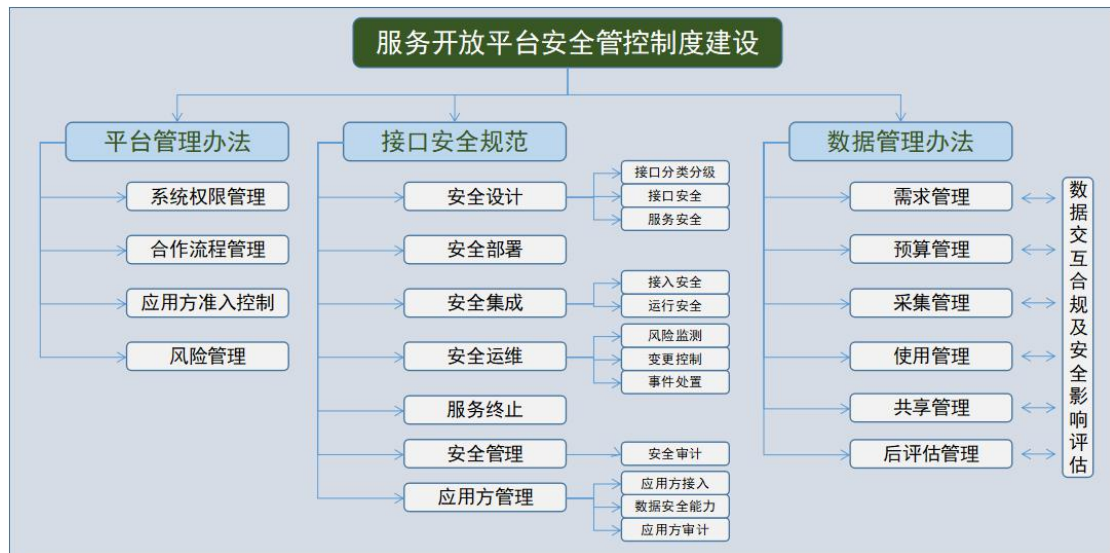 服务开放平台安全管控制度建设
平台管理办法
系统权限管理
合作流程管理
应用方准入控制
风险管理
接口安全规范
安全设计
接口分类分级
接口安全
服务安全
安全部署
安全集成
接入安全
运行安全
安全运维
风险监测
变更控制
事件处置
服务终止
安全管理
安全审计
应用方管理
应用方接入
数据安全能力
应用方审计
数据管理办法
需求管理
预算管理
采集管理
使用管理
共享管理
后评估管理
数据交互合规及安全影响评估